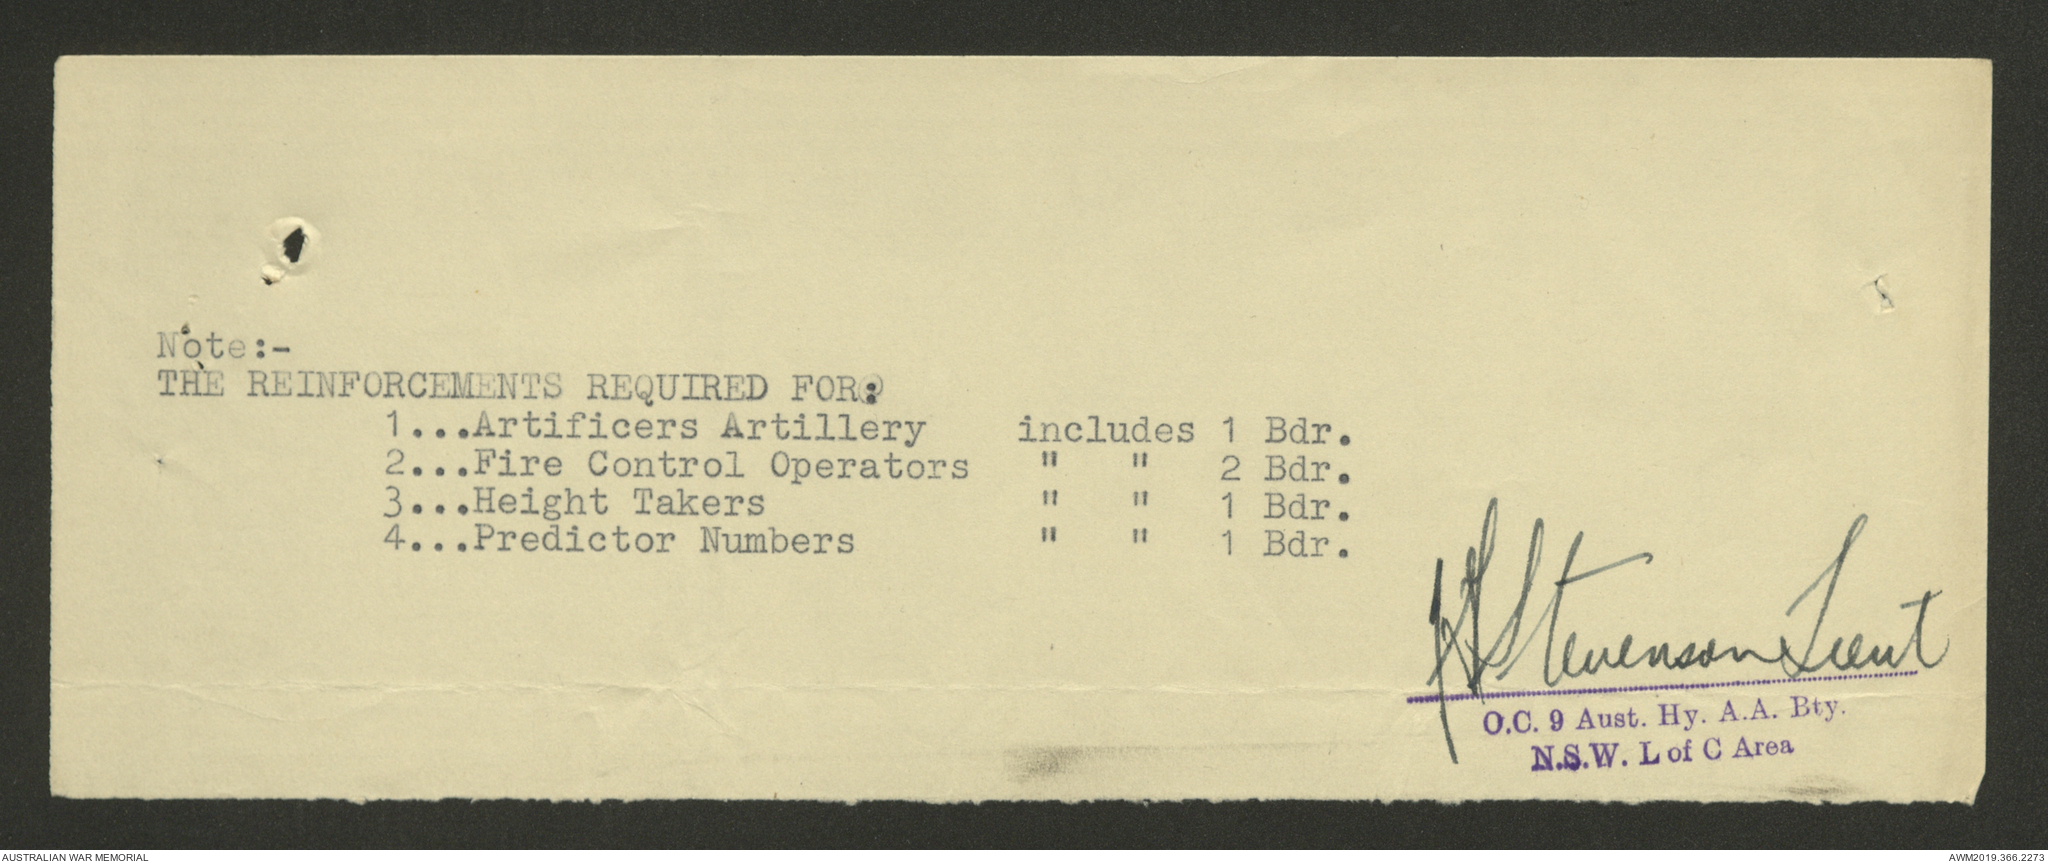 Note:-
THE REINFORCEMENTS REQUIRED FOR:
1...Artificers Artillery includes 1 Bdr.
2...Fire Control Operators " " 2 Bdr.
3...Height Takers " " 1 Bdr.
4...Predictor Numbers " " 1 Bdr.
Stevenson Lieut
O.C. 9 Aust. Hy. A.A. Bty.
N.S.W. L of C Area
AUSTRALIAN WAR MEMORIAL
AWM2019.366.2273